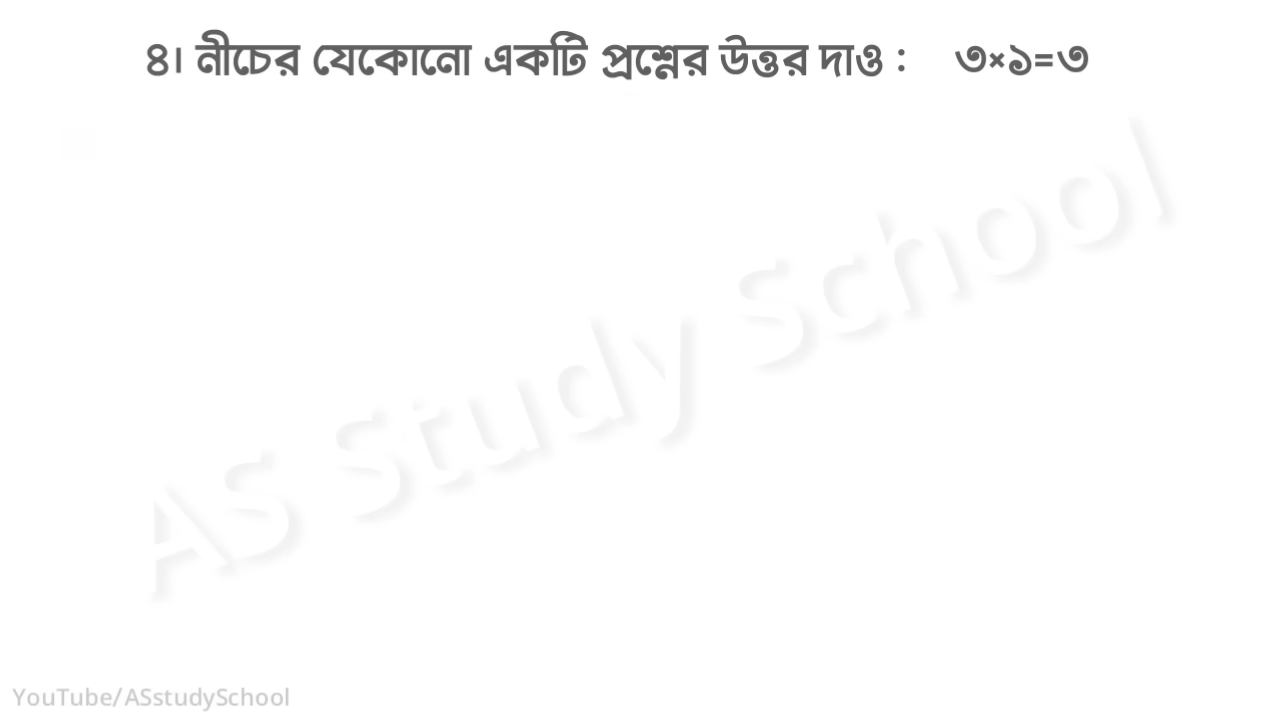 ৪। নীচের যেকোনো একটি প্রশ্নের উত্তর দাও :    ৩×১=৩
AS Study School
YouTube/ASstudySchool